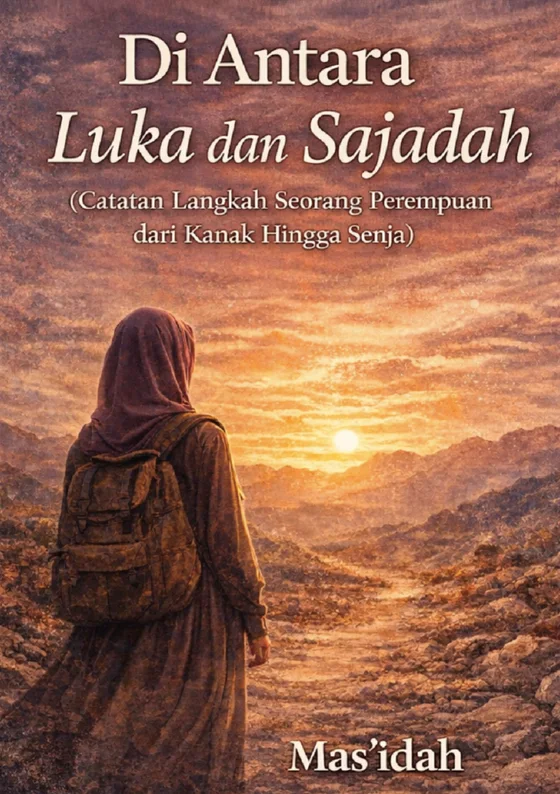 Di Antara
Luka dan Sajadah
(Catatan Langkah Seorang Perempuan
dari Kanak Hingga Senja)
Mas'idah